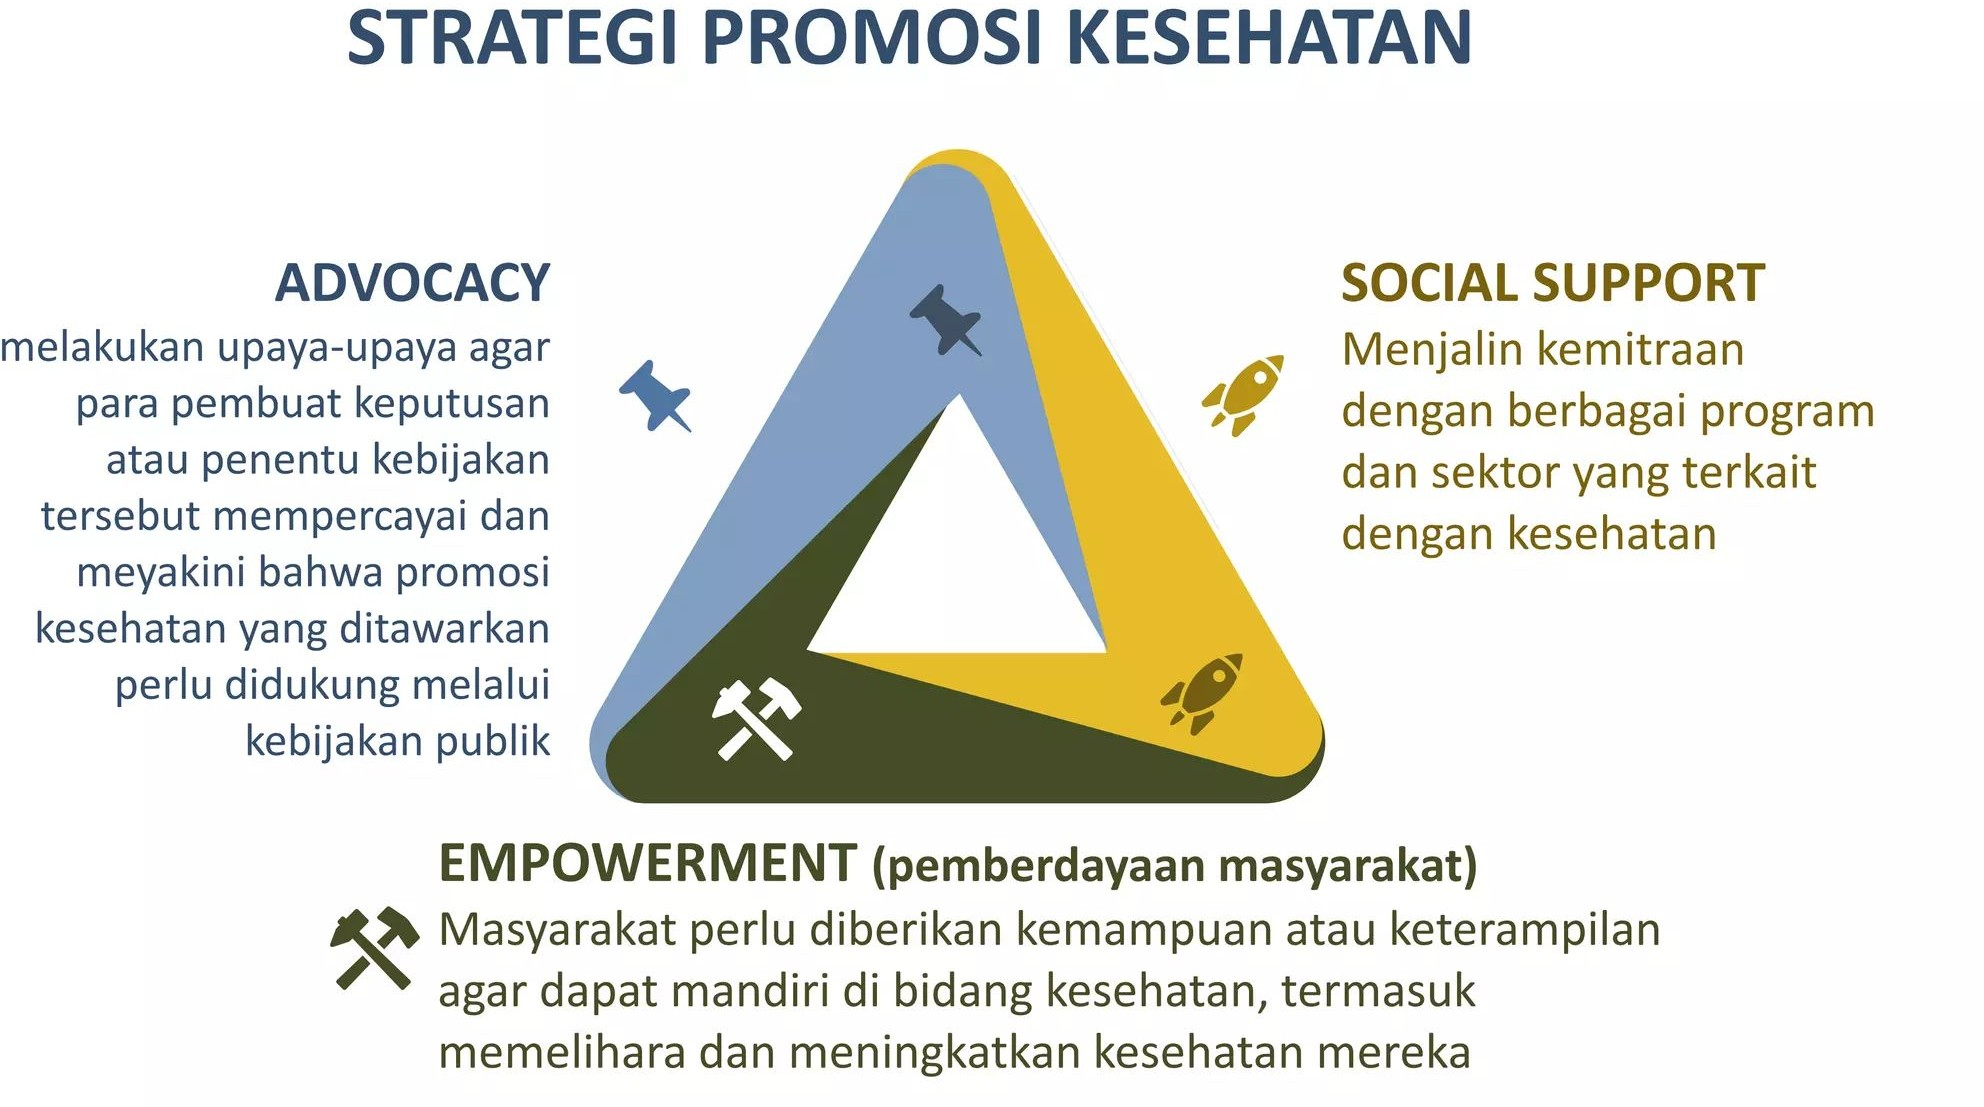 STRATEGI PROMOSI KESEHATAN
ADVOCACY
melakukan upaya-upaya agar
para pembuat keputusan
atau penentu kebijakan
tersebut mempercayai dan
meyakini bahwa promosi
kesehatan yang ditawarkan
perlu didukung melalui
kebijakan publik
SOCIAL SUPPORT
Menjalin kemitraan
dengan berbagai program
dan sektor yang terkait
dengan kesehatan
EMPOWERMENT (pemberdayaan masyarakat)
Masyarakat perlu diberikan kemampuan atau keterampilan
agar dapat mandiri di bidang kesehatan, termasuk
memelihara dan meningkatkan kesehatan mereka